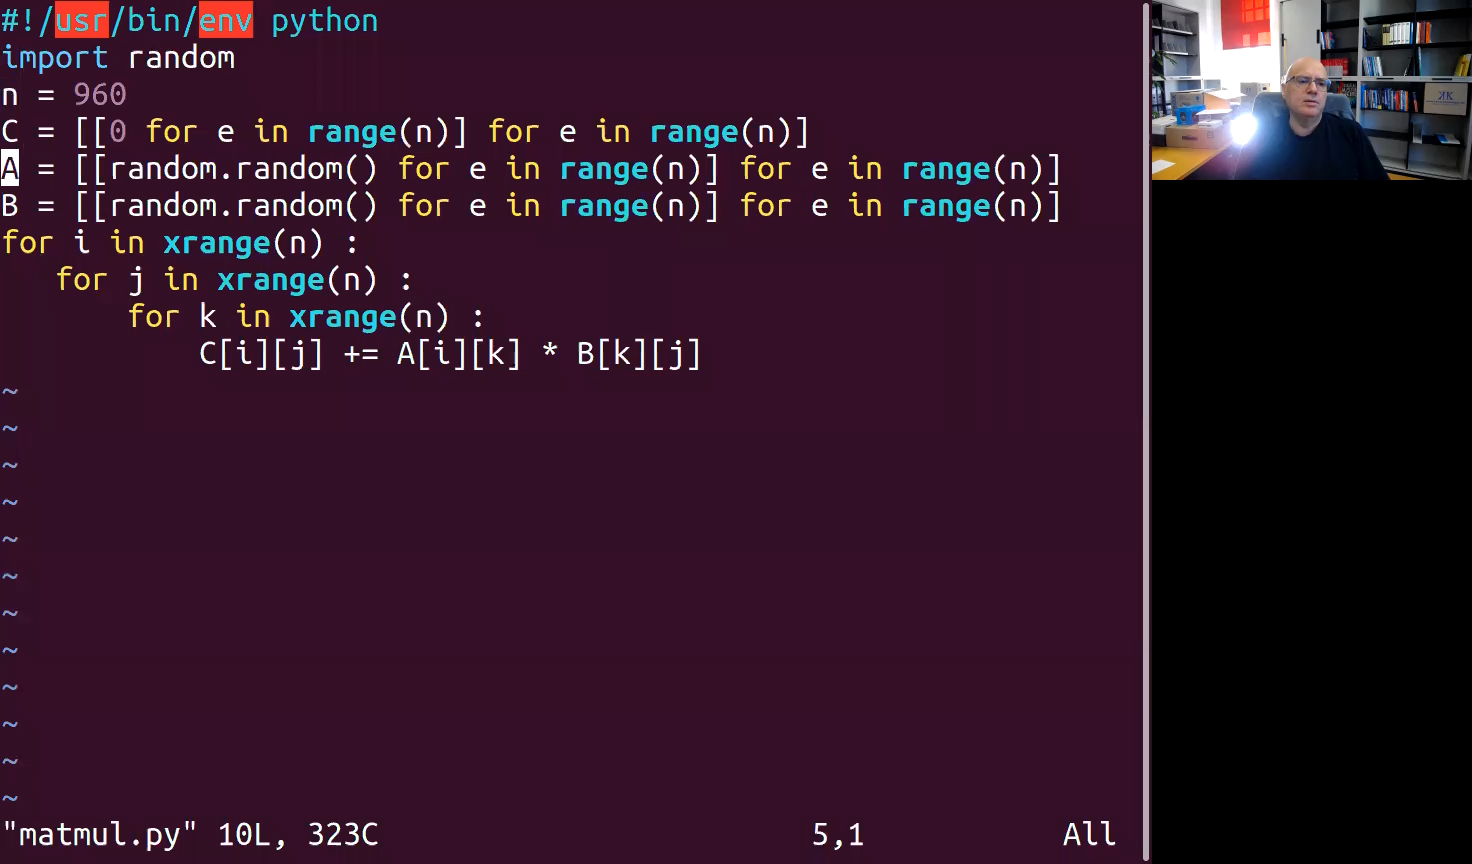 #!/usr/bin/env python
import random
n = 960
C = [[0 for e in range(n)] for e in range(n)]
A = [[random.random() for e in range(n)] for e in range(n)]
B = [[random.random() for e in range(n)] for e in range(n)]
for i in xrange(n) :
   for j in xrange(n) :
       for k in xrange(n) :
           C[i][j] += A[i][k] * B[k][j]
~
~
~
~
~
~
~
~
~
~
~
~
"matmul.py" 10L, 323C 5,1 All